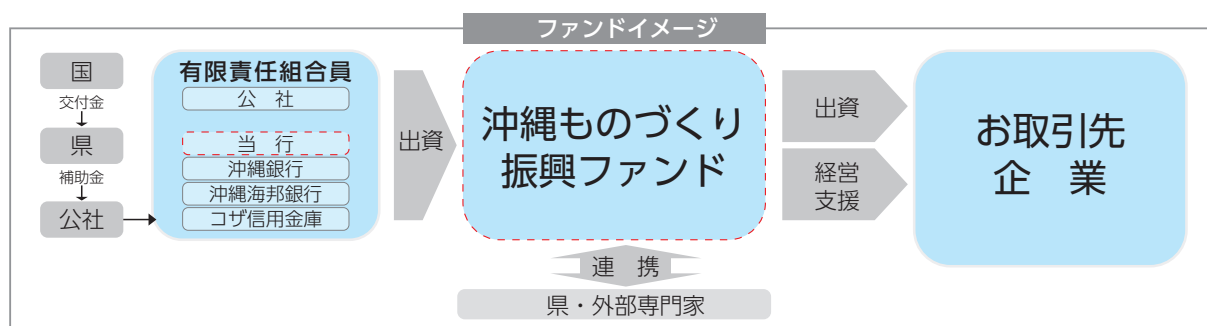 ファンドイメージ
国
交付金
県
補助金
公社
有限責任組合員
公 社
当 行
沖縄銀行
沖縄海邦銀行
コザ信用金庫
出資
沖縄ものづくり
振興ファンド
連 携
県・外部専門家
出資
経営
支援
お取引先
企 業